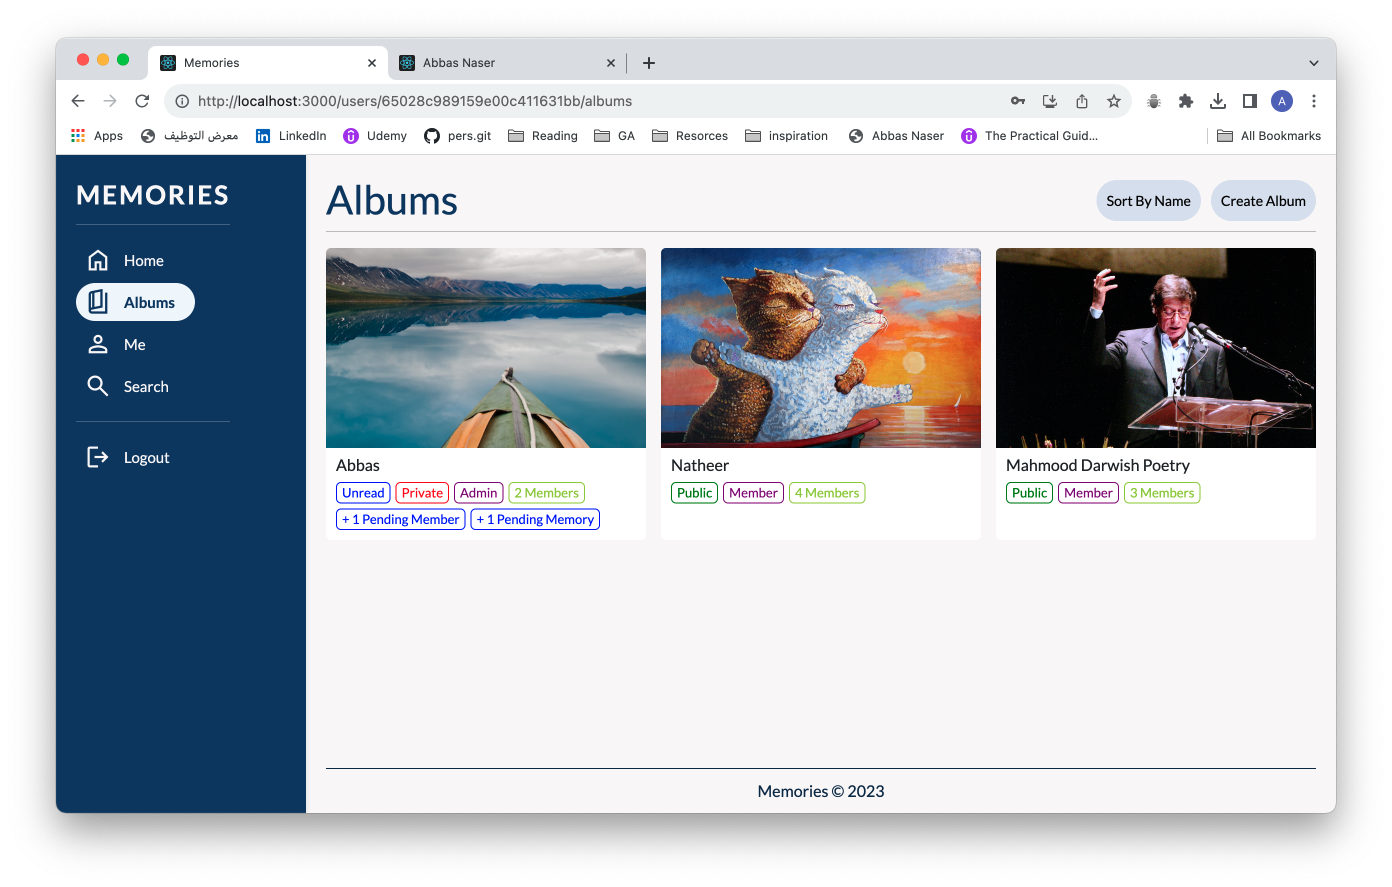 Memories
Abbas Naser
http://localhost:3000/users/65028c989159e00c411631bb/albums
A
Apps
معرض التوظيف
in LinkedIn
Udemy
pers.git
Reading
GA
Resorces
inspiration
Abbas Naser
The Practical Guid...
All Bookmarks
MEMORIES
Home
Albums
Me
Search
Logout
Albums
Sort By Name
Create Album
Abbas
Unread Private Admin 2 Members
+ 1 Pending Member + 1 Pending Memory
Natheer
Public Member 4 Members
Mahmood Darwish Poetry
Public Member 3 Members
Memories © 2023